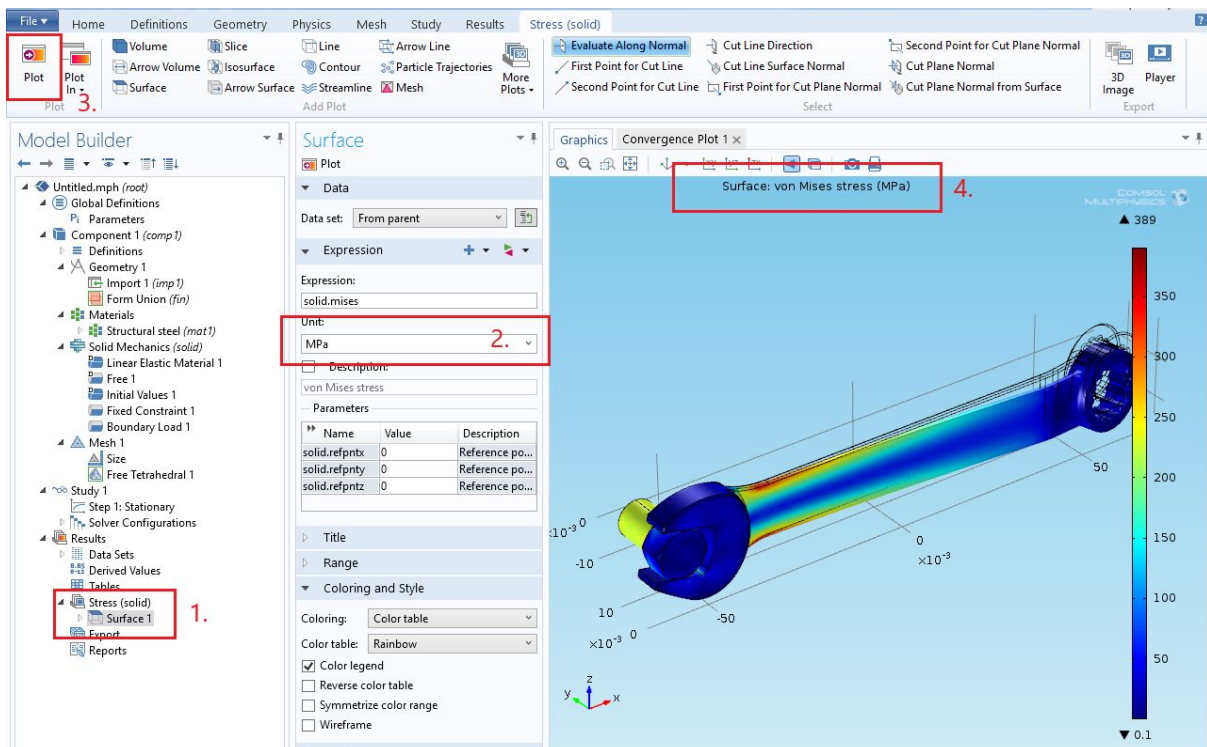 File ▾ Home Definitions Geometry Physics Mesh Study Results Stress (solid)
?
Plot
Plot In ▾
Plot
3.
Volume Slice Line Arrow Line
Arrow Volume Isosurface Contour Particle Trajectories
Surface Arrow Surface Streamline Mesh
More Plots ▾
Add Plot
Evaluate Along Normal Cut Line Direction Second Point for Cut Plane Normal
First Point for Cut Line Cut Line Surface Normal Cut Plane Normal
Second Point for Cut Line First Point for Cut Plane Normal Cut Plane Normal from Surface
Select
3D Image
Player
Export
Model Builder
Untitled.mph (root)
Global Definitions
Pi Parameters
Component 1 (comp1)
Definitions
Geometry 1
Import 1 (imp1)
Form Union (fin)
Materials
Structural steel (mat1)
Solid Mechanics (solid)
Linear Elastic Material 1
Free 1
Initial Values 1
Fixed Constraint 1
Boundary Load 1
Mesh 1
Size
Free Tetrahedral 1
Study 1
Step 1: Stationary
Solver Configurations
Results
Data Sets
8.85
e-12
Derived Values
Tables
Stress (solid)
Surface 1
1.
Export
Reports
Surface
Plot
Data
Data set: From parent
Expression
Expression:
solid.mises
Unit:
MPa
2.
Description:
von Mises stress
Parameters
Name Value Description
solid.refpntx 0 Reference po...
solid.refpnty 0 Reference po...
solid.refpntz 0 Reference po...
Title
Range
Coloring and Style
Coloring: Color table
Color table: Rainbow
Color legend
Reverse color table
Symmetrize color range
Wireframe
Graphics Convergence Plot 1 ×
xy yz zx
Surface: von Mises stress (MPa)
4.
COMSOL
MULTIPHYSICS
▲ 389
350
300
250
200
150
100
50
▼ 0.1
50
0
×10-3
-50
:10-3 0
-10
10
×10-3 0
z
y
x